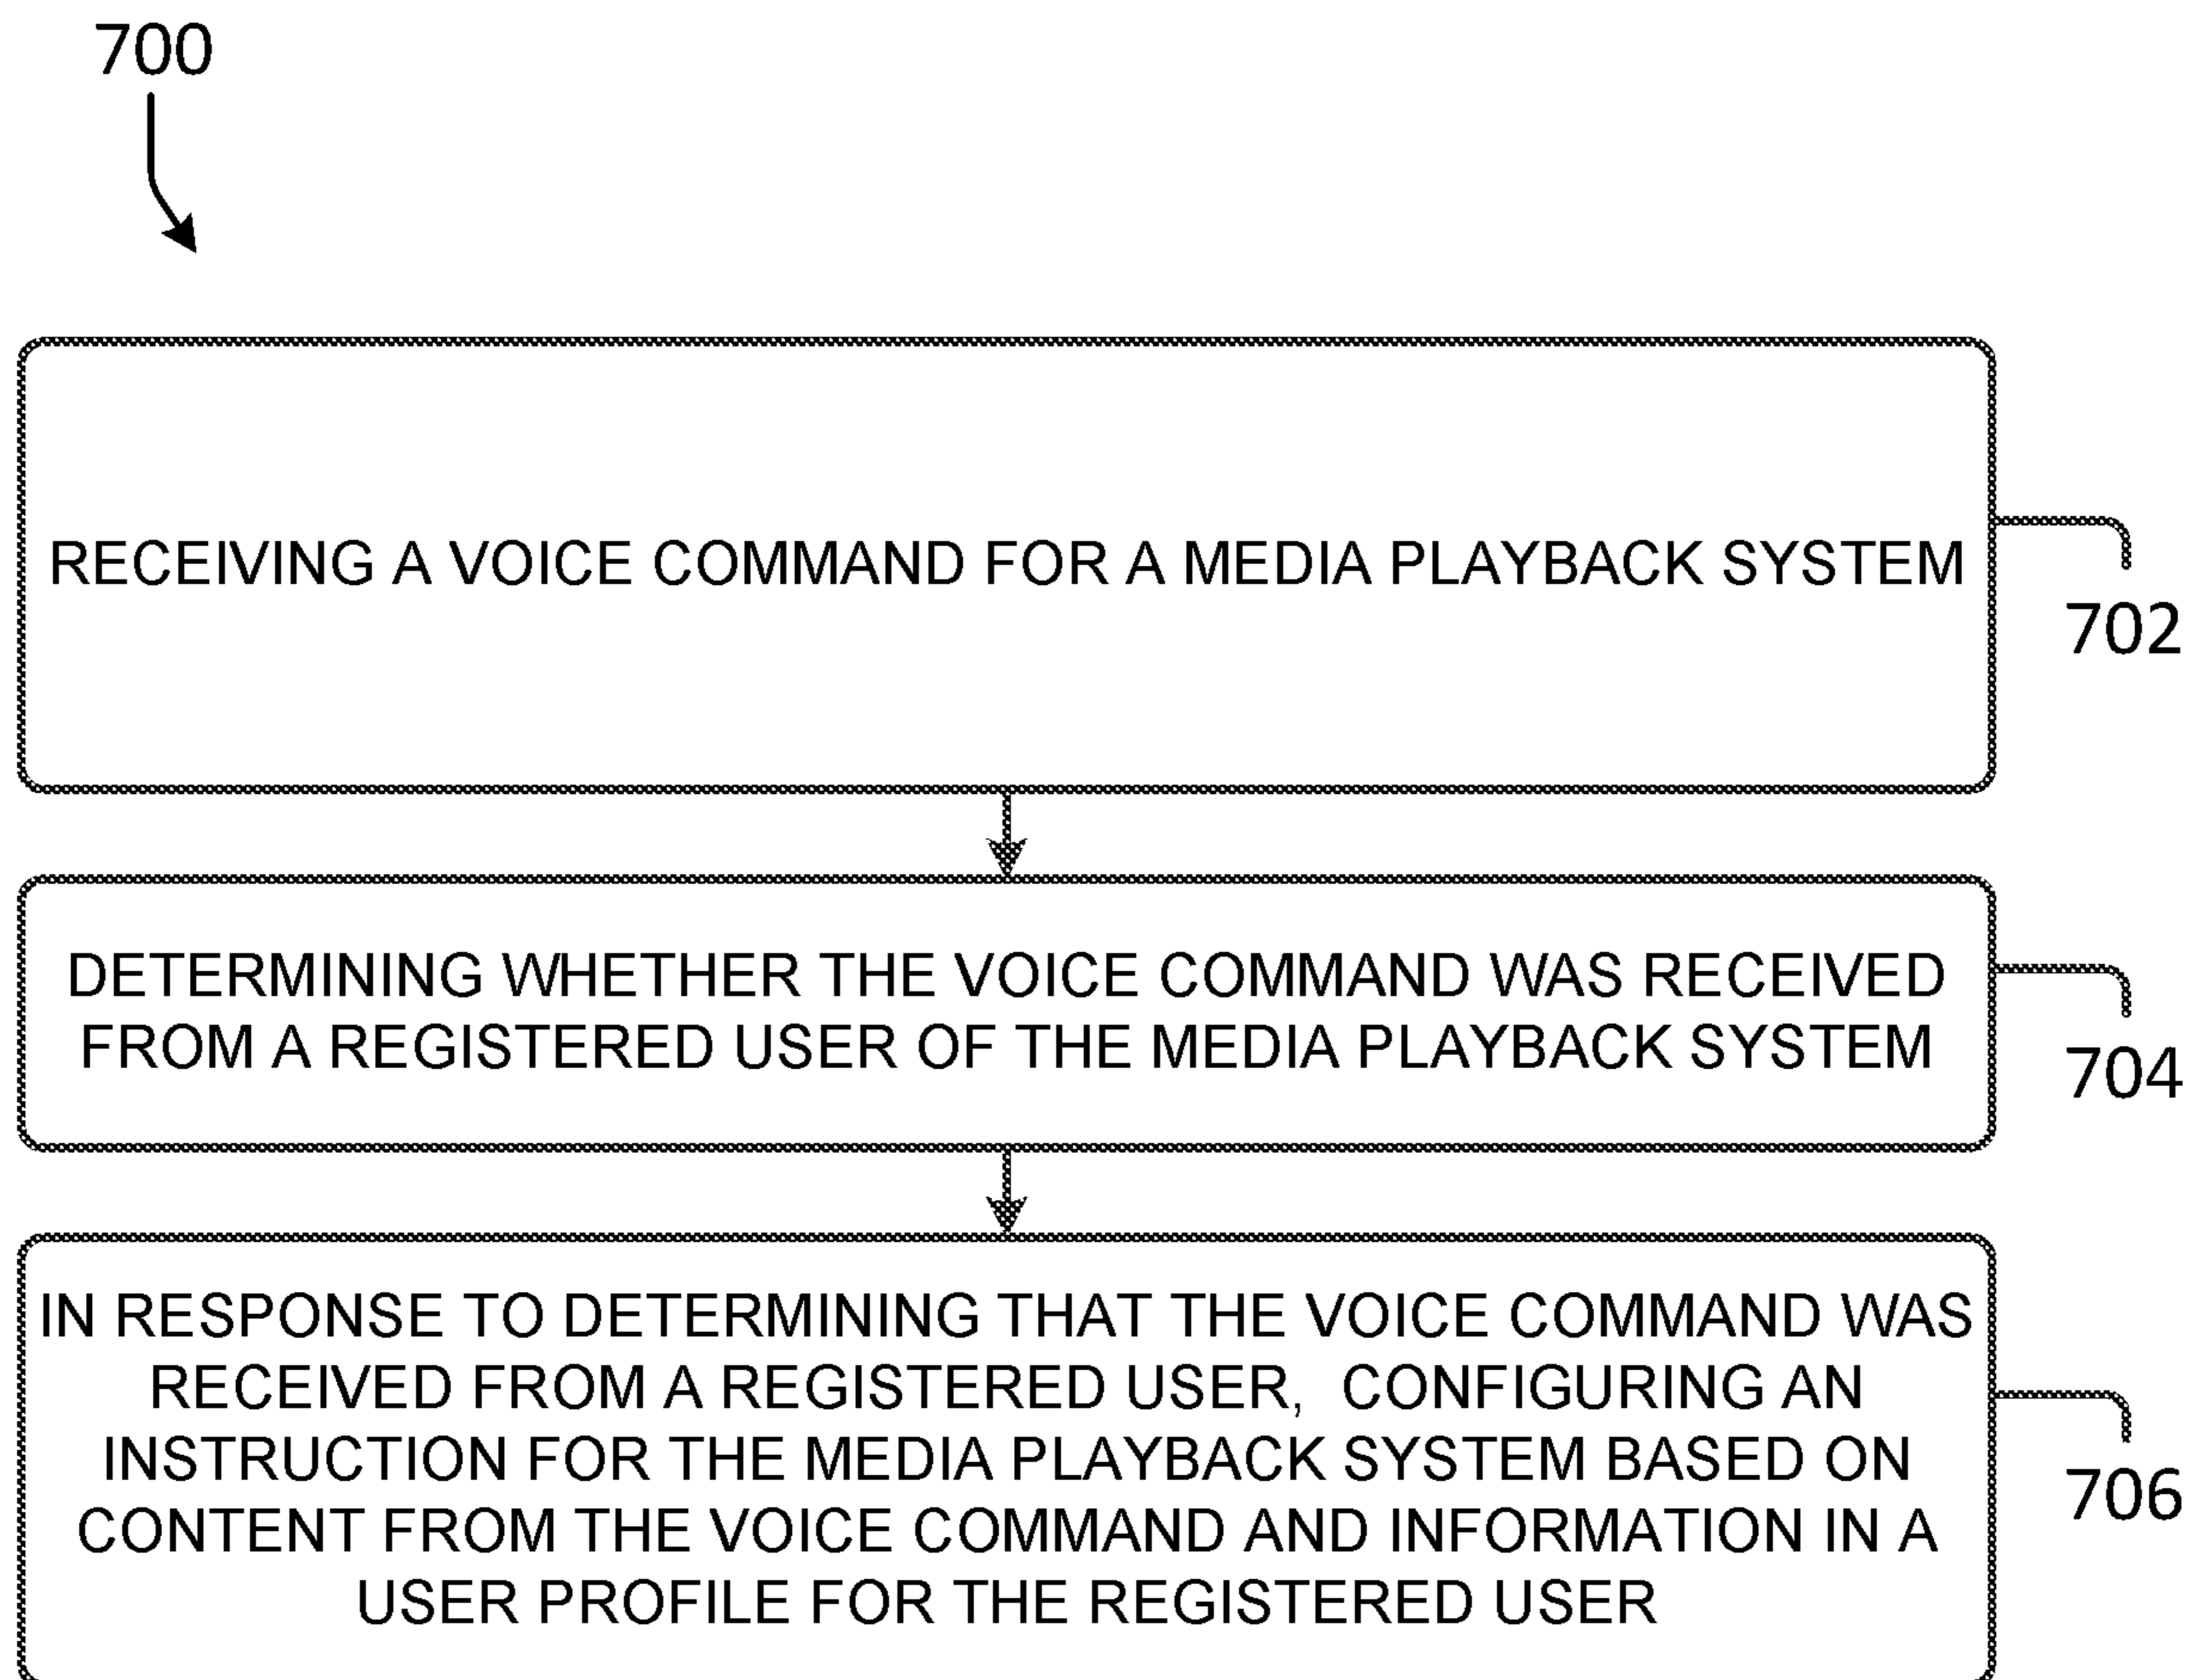 700
RECEIVING A VOICE COMMAND FOR A MEDIA PLAYBACK SYSTEM
702
DETERMINING WHETHER THE VOICE COMMAND WAS RECEIVED
FROM A REGISTERED USER OF THE MEDIA PLAYBACK SYSTEM
704
IN RESPONSE TO DETERMINING THAT THE VOICE COMMAND WAS
RECEIVED FROM A REGISTERED USER, CONFIGURING AN
INSTRUCTION FOR THE MEDIA PLAYBACK SYSTEM BASED ON
CONTENT FROM THE VOICE COMMAND AND INFORMATION IN A
USER PROFILE FOR THE REGISTERED USER
706